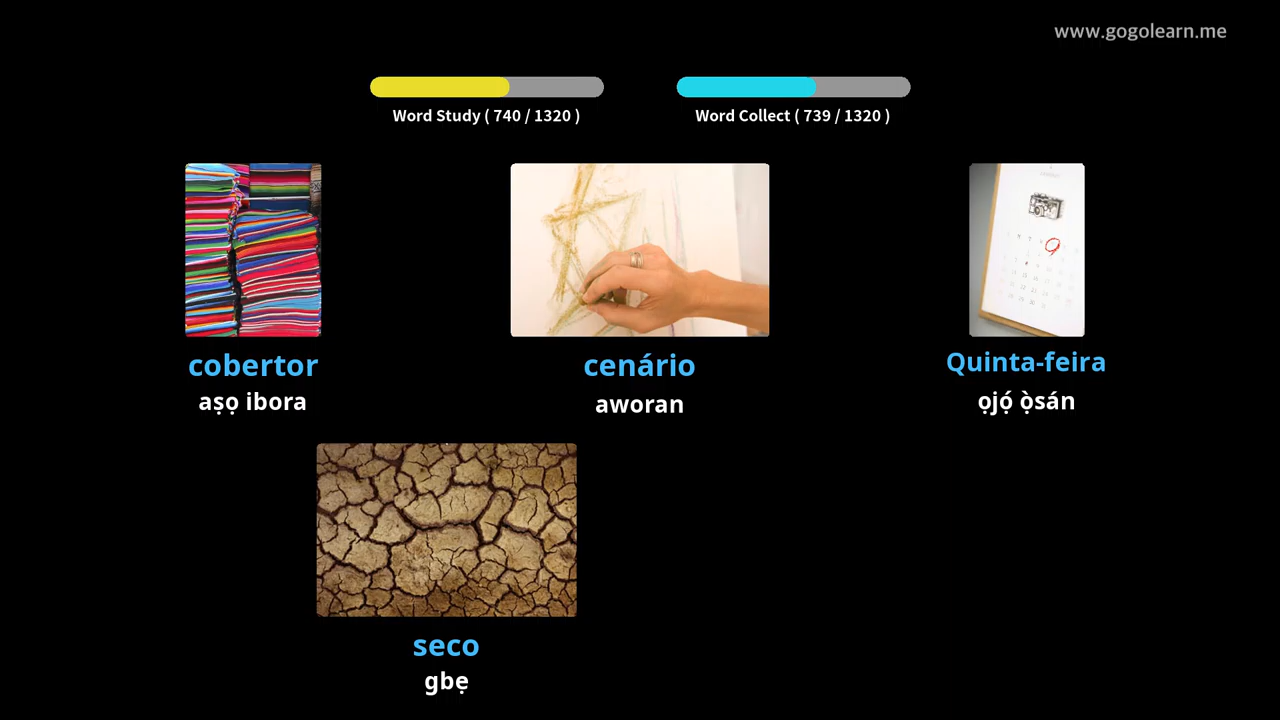 www.gogolearn.me
Word Study ( 740 / 1320 )
Word Collect ( 739 / 1320 )
cobertor
aṣọ ibora
cenário
aworan
Quinta-feira
ọjọ́ ọ̀sán
seco
gbẹ